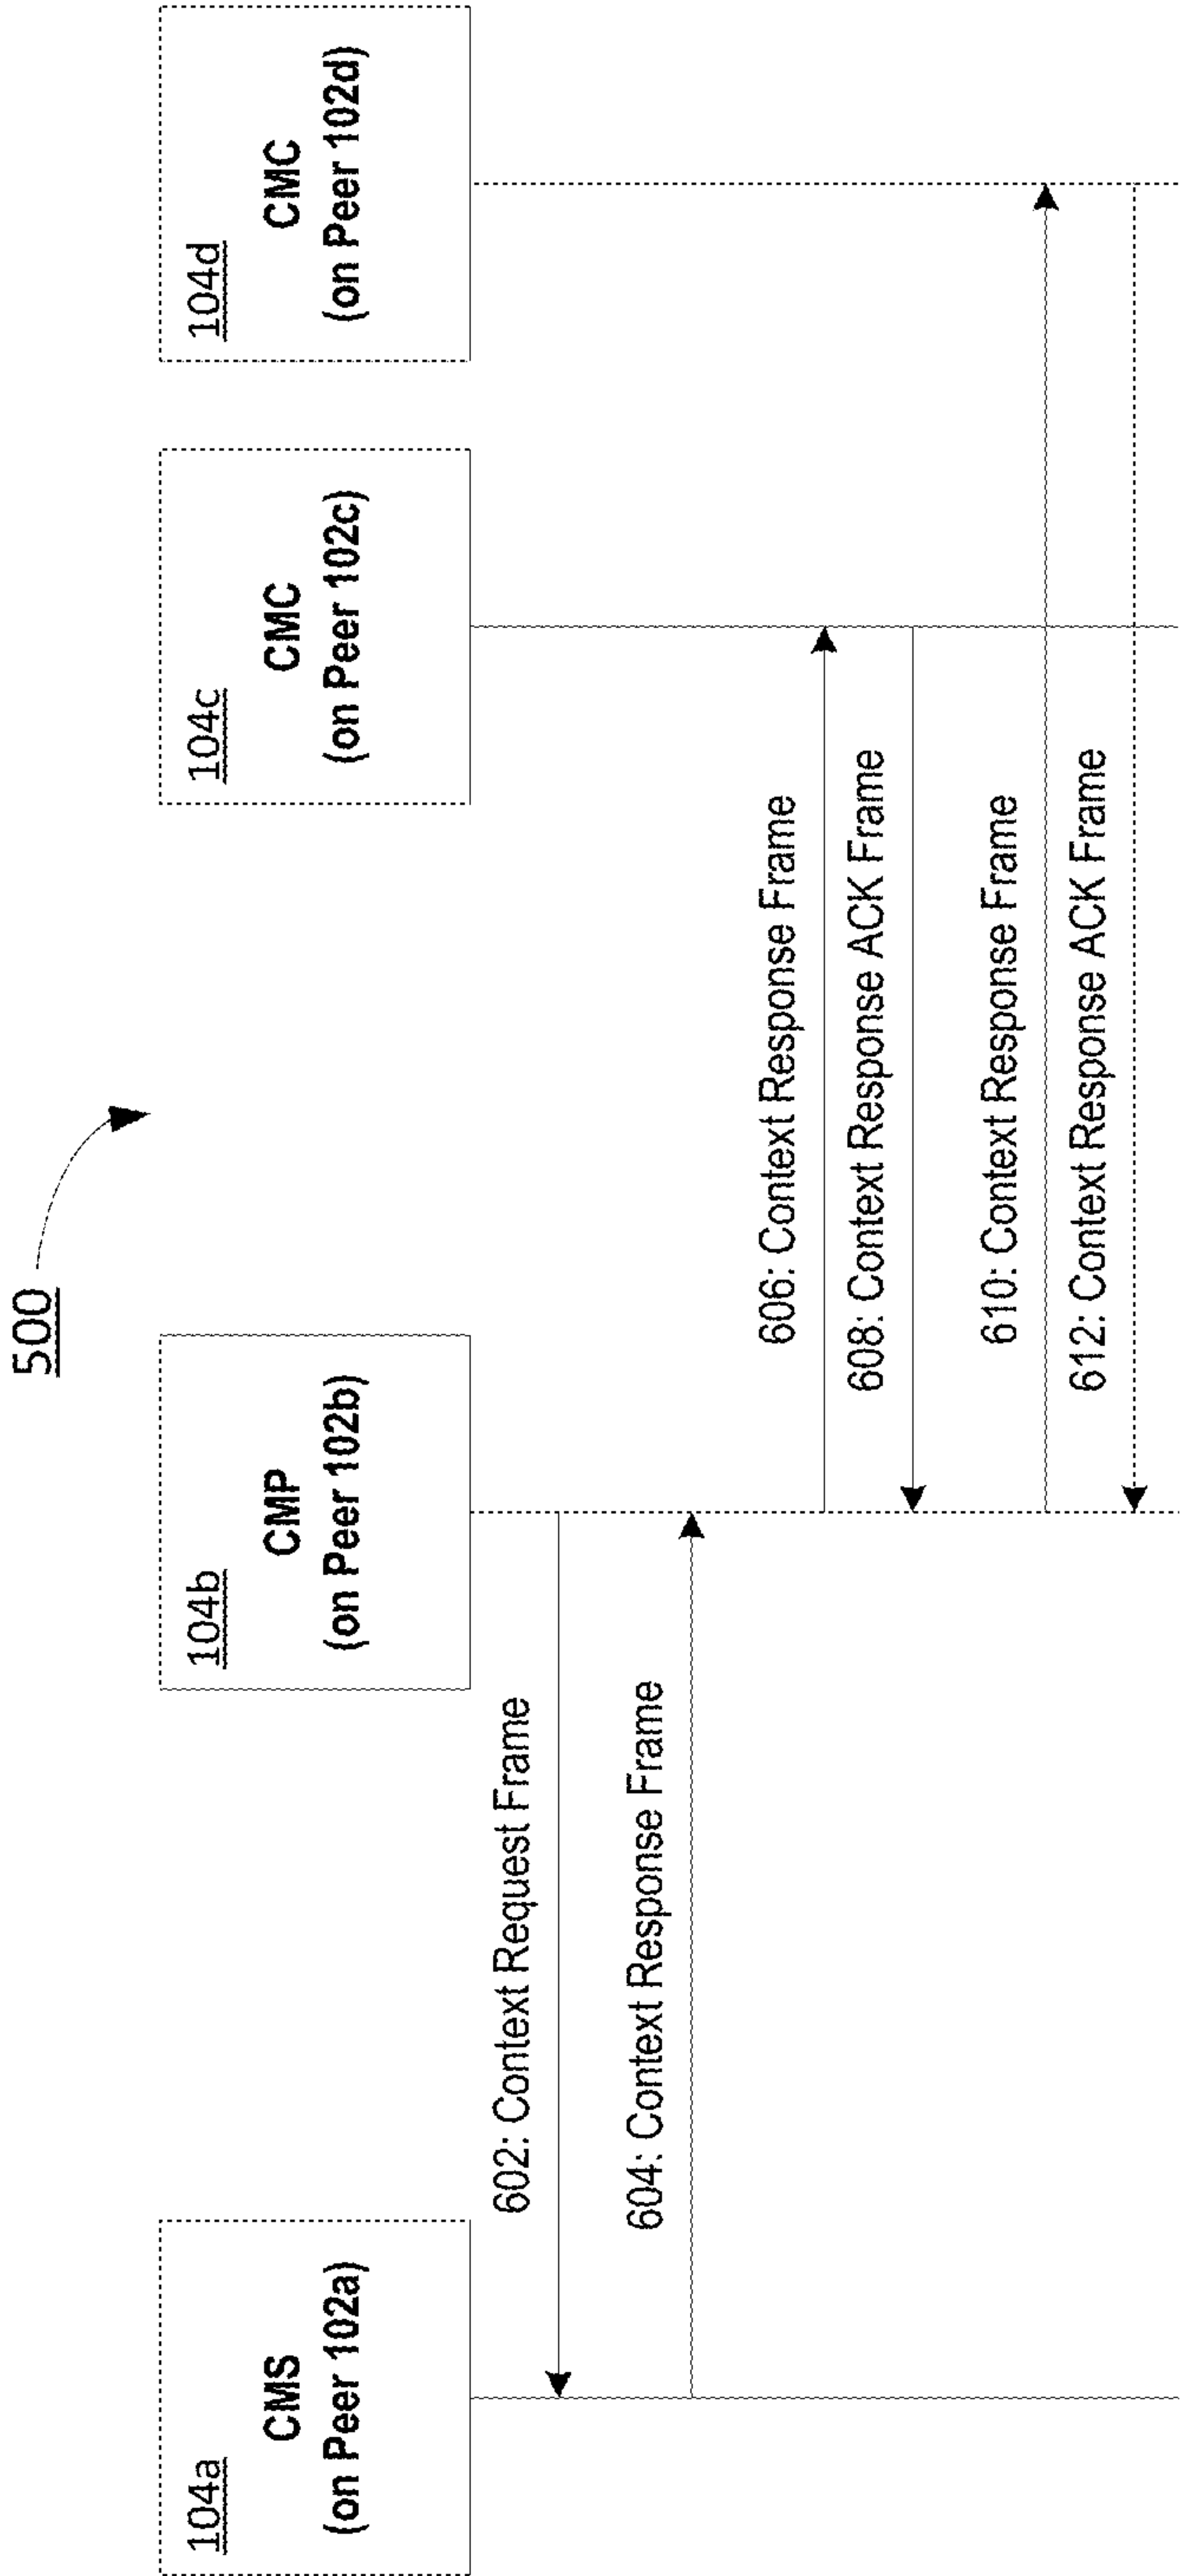 500
104a
CMS
(on Peer 102a)
104b
CMP
(on Peer 102b)
104c
CMC
(on Peer 102c)
104d
CMC
(on Peer 102d)
602: Context Request Frame
604: Context Response Frame
606: Context Response Frame
608: Context Response ACK Frame
610: Context Response Frame
612: Context Response ACK Frame